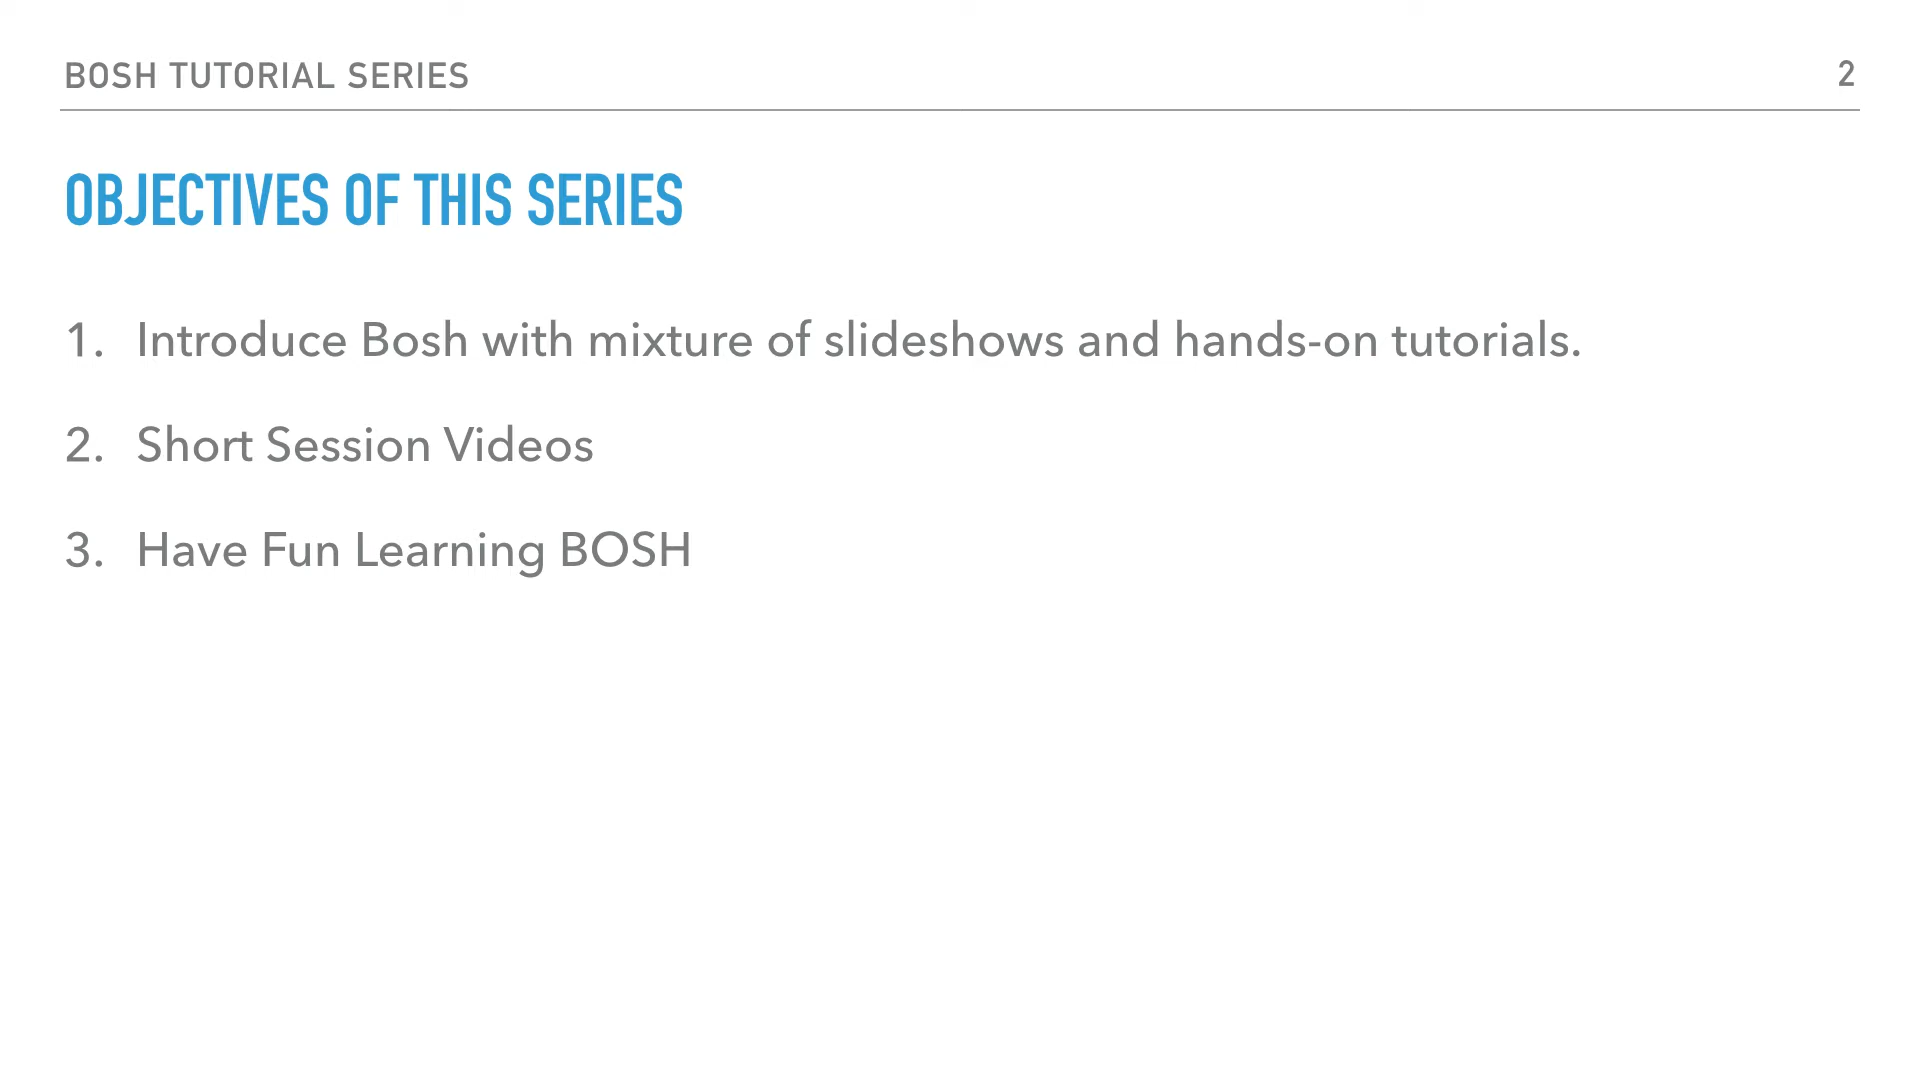 BOSH TUTORIAL SERIES
2
OBJECTIVES OF THIS SERIES
1. Introduce Bosh with mixture of slideshows and hands-on tutorials.
2. Short Session Videos
3. Have Fun Learning BOSH